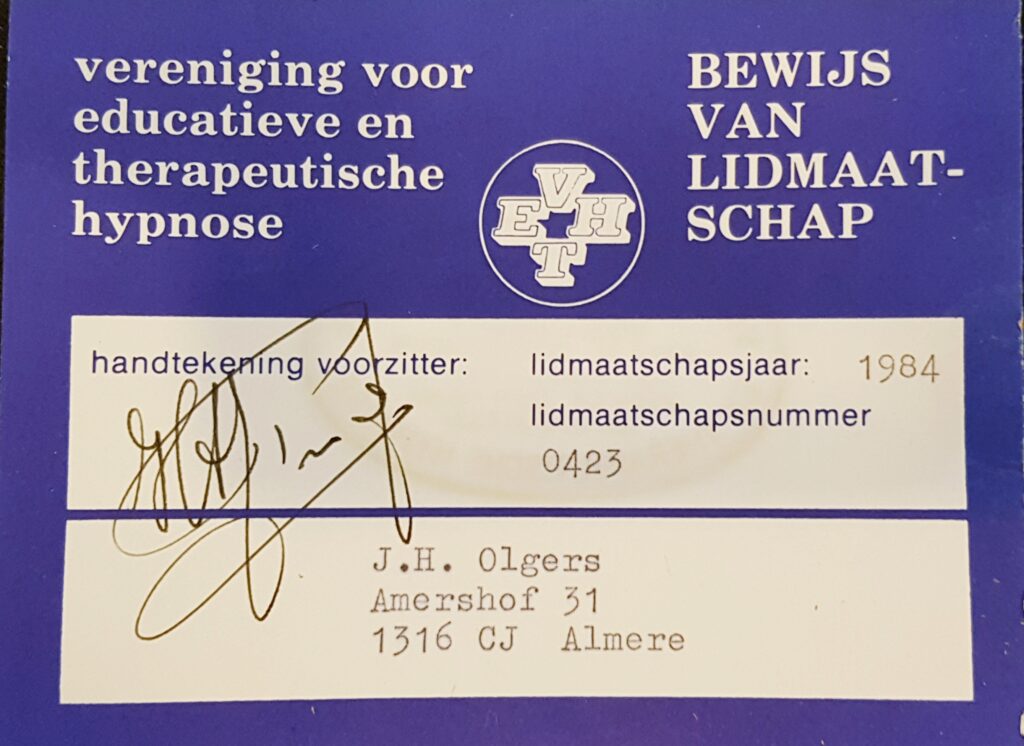 vereniging voor
educatieve en
therapeutische
hypnose
V
E H
T
BEWIJS
VAN
LIDMAAT-
SCHAP
handtekening voorzitter:
lidmaatschapsjaar: 1984
lidmaatschapsnummer
0423
J.H. Olgers
Amershof 31
1316 CJ Almere